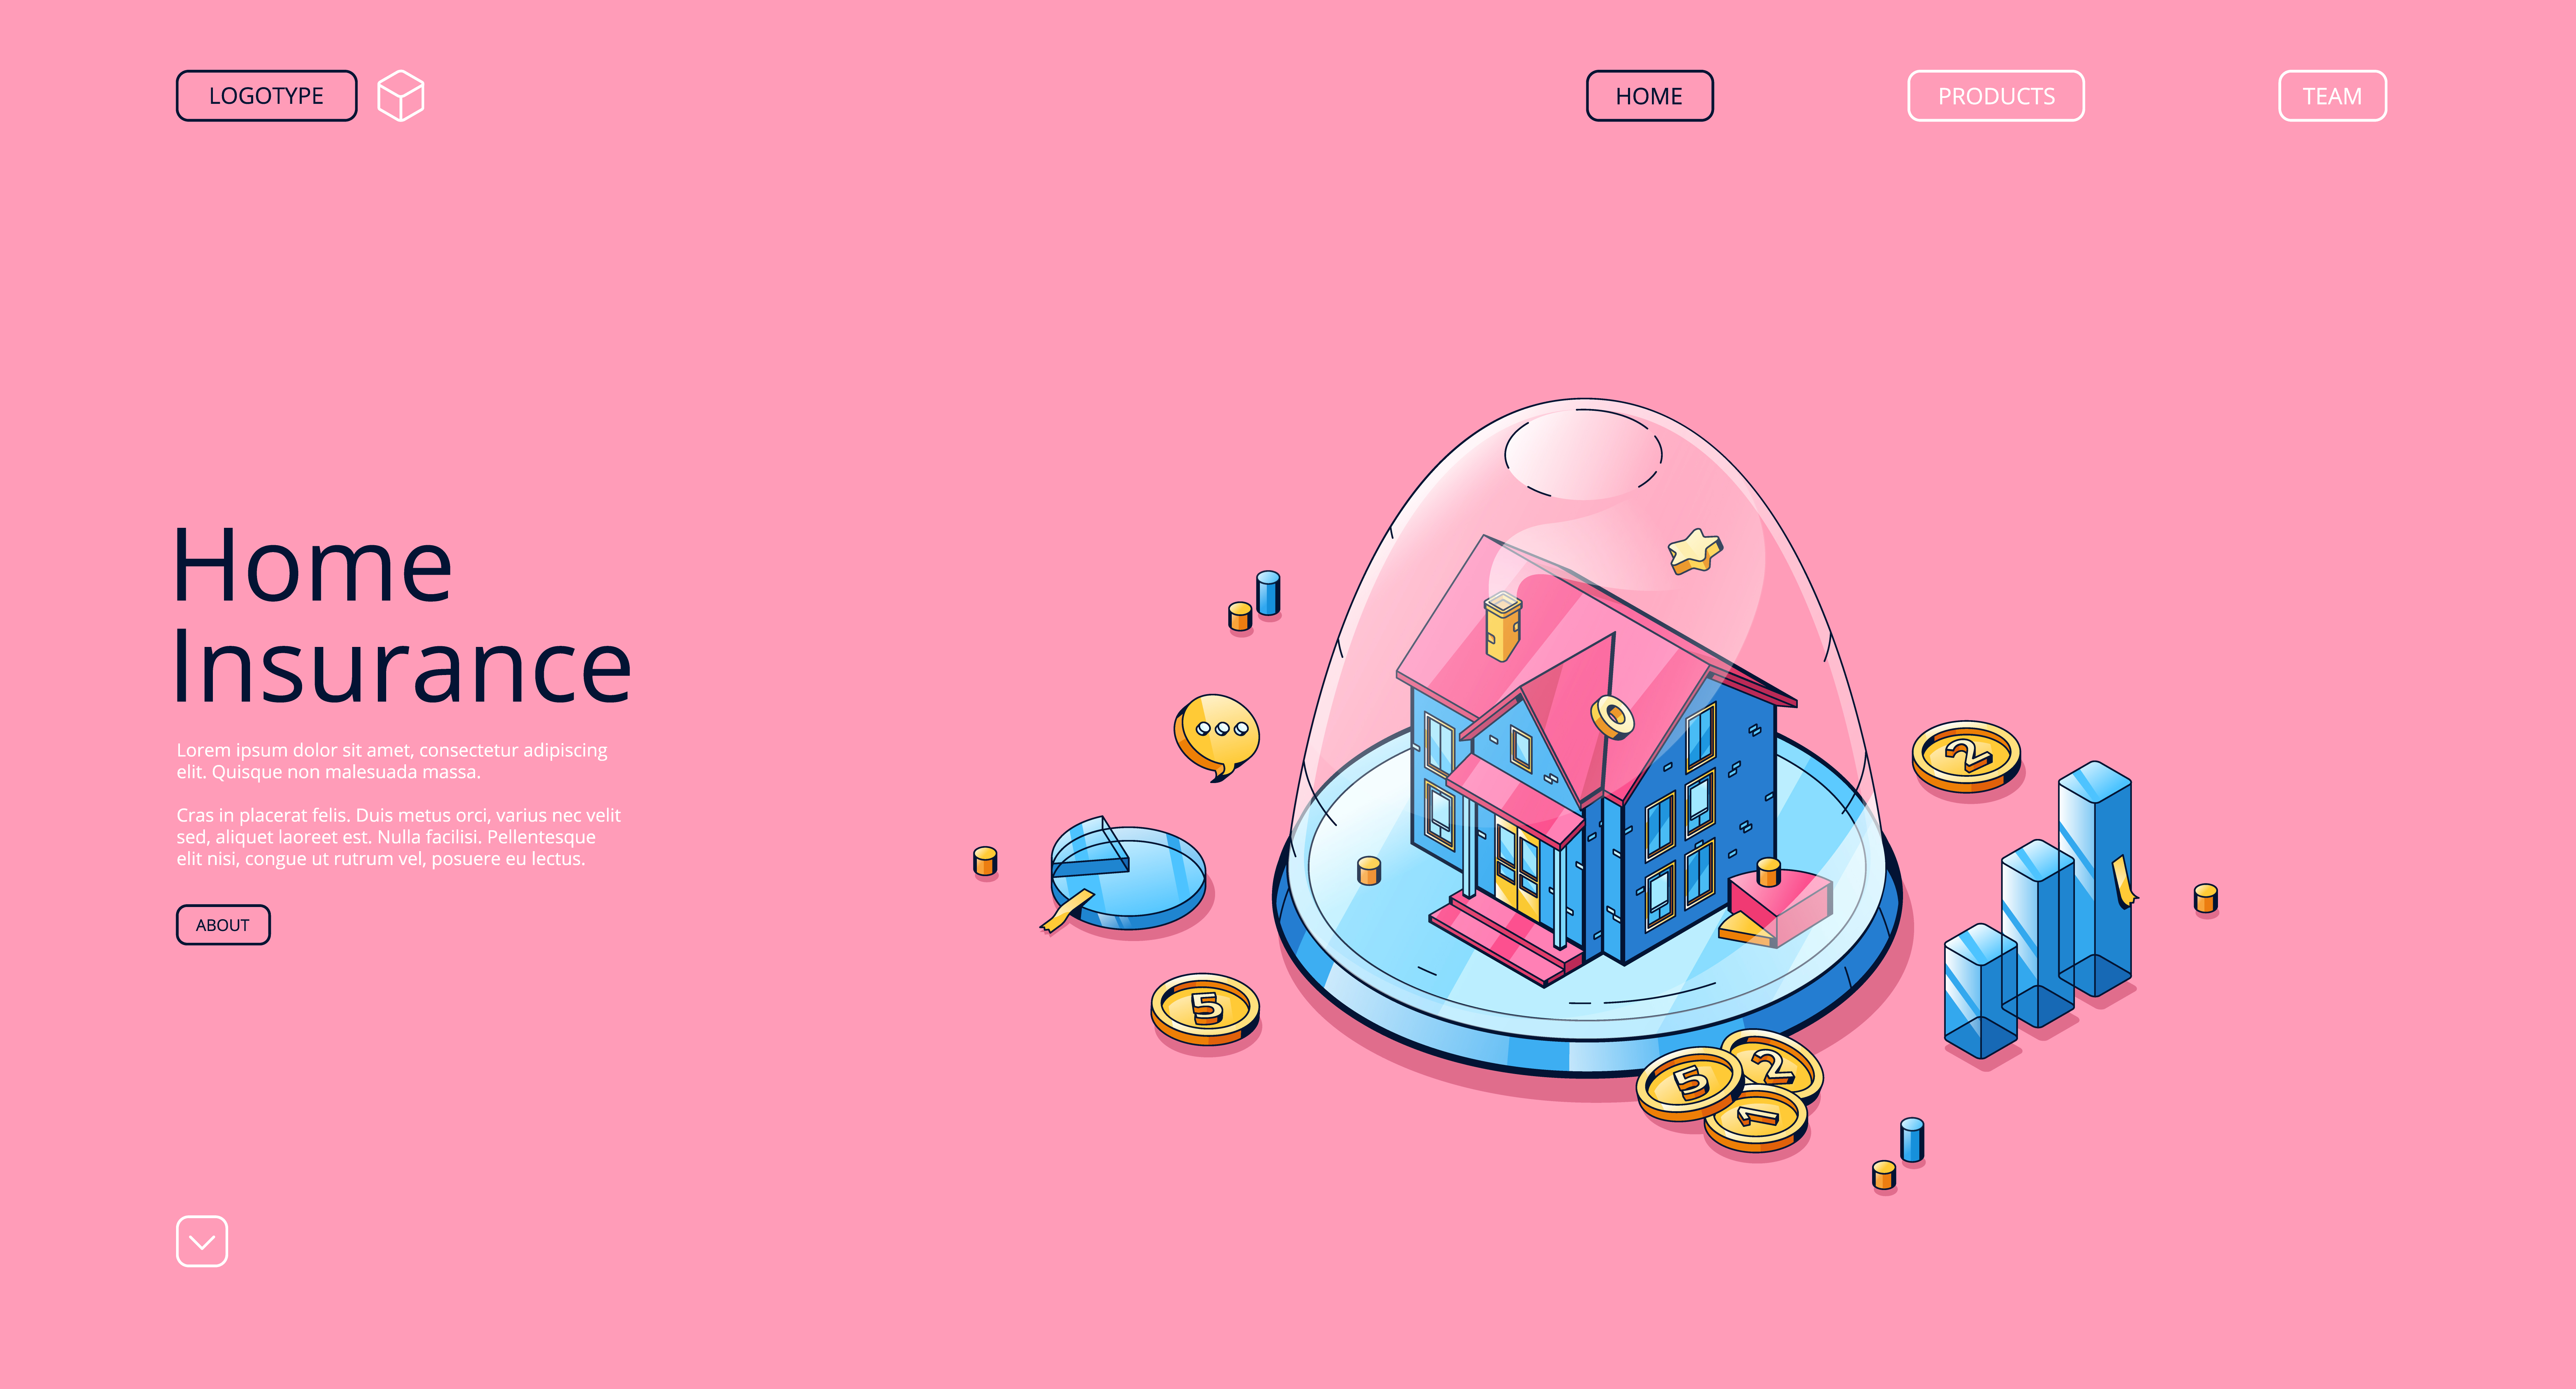 LOGOTYPE
HOME
PRODUCTS
TEAM
Home
Insurance
Lorem ipsum dolor sit amet, consectetur adipiscing
elit. Quisque non malesuada massa.
Cras in placerat felis. Duis metus orci, varius nec velit
sed, aliquet laoreet est. Nulla facilisi. Pellentesque
elit nisi, congue ut rutrum vel, posuere eu lectus.
ABOUT
2
5
5
2
1